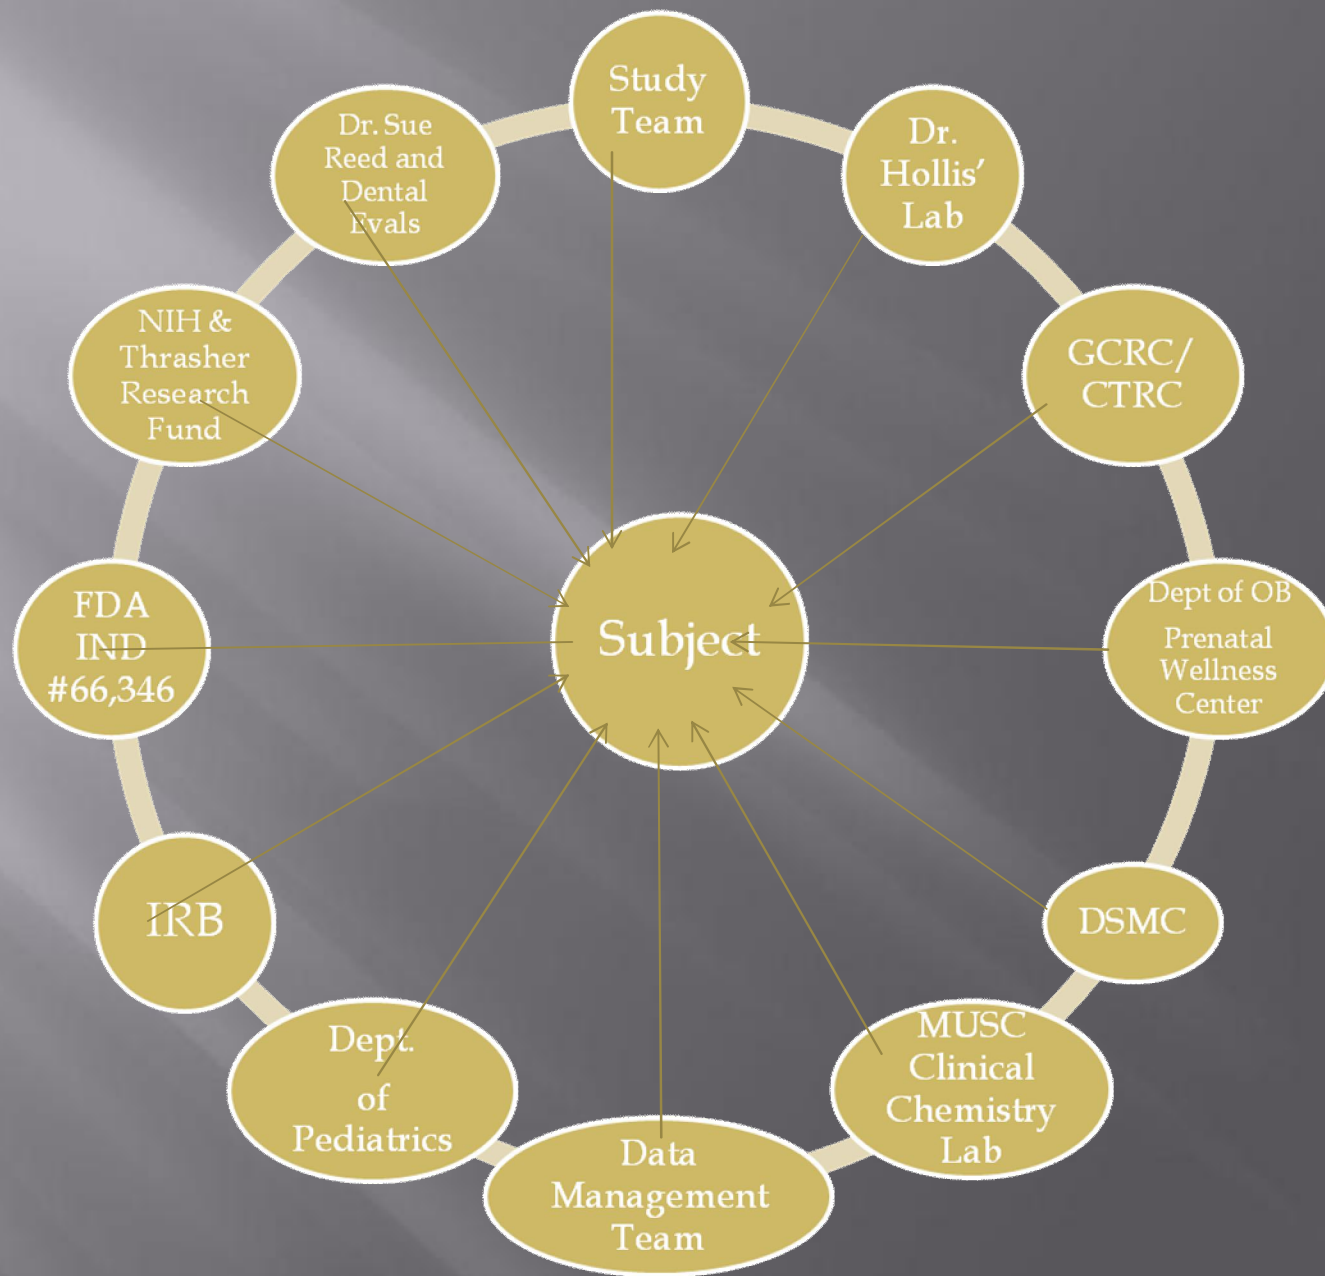 Study
Team
Dr.
Hollis’
Lab
GCRC/
CTRC
Dept of OB
Prenatal
Wellness
Center
DSMC
MUSC
Clinical
Chemistry
Lab
Data
Management
Team
Dept.
of
Pediatrics
IRB
FDA
IND
#66,346
NIH &
Thrasher
Research
Fund
Dr. Sue
Reed and
Dental
Evals
Subject